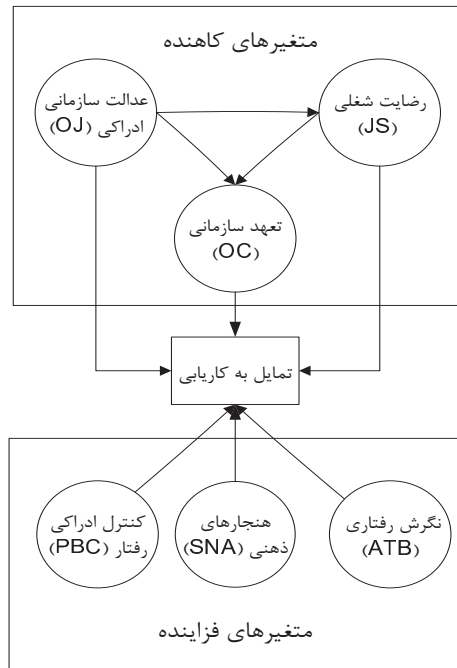 متغیرهای کاهنده
عدالت سازمانی
ادراکی (OJ)
رضایت شغلی
(JS)
تعهد سازمانی
(OC)
تمایل به کاریابی
کنترل ادراکی
رفتار (PBC)
هنجارهای
ذهنی (SNA)
نگرش رفتاری
(ATB)
متغیرهای فزاینده